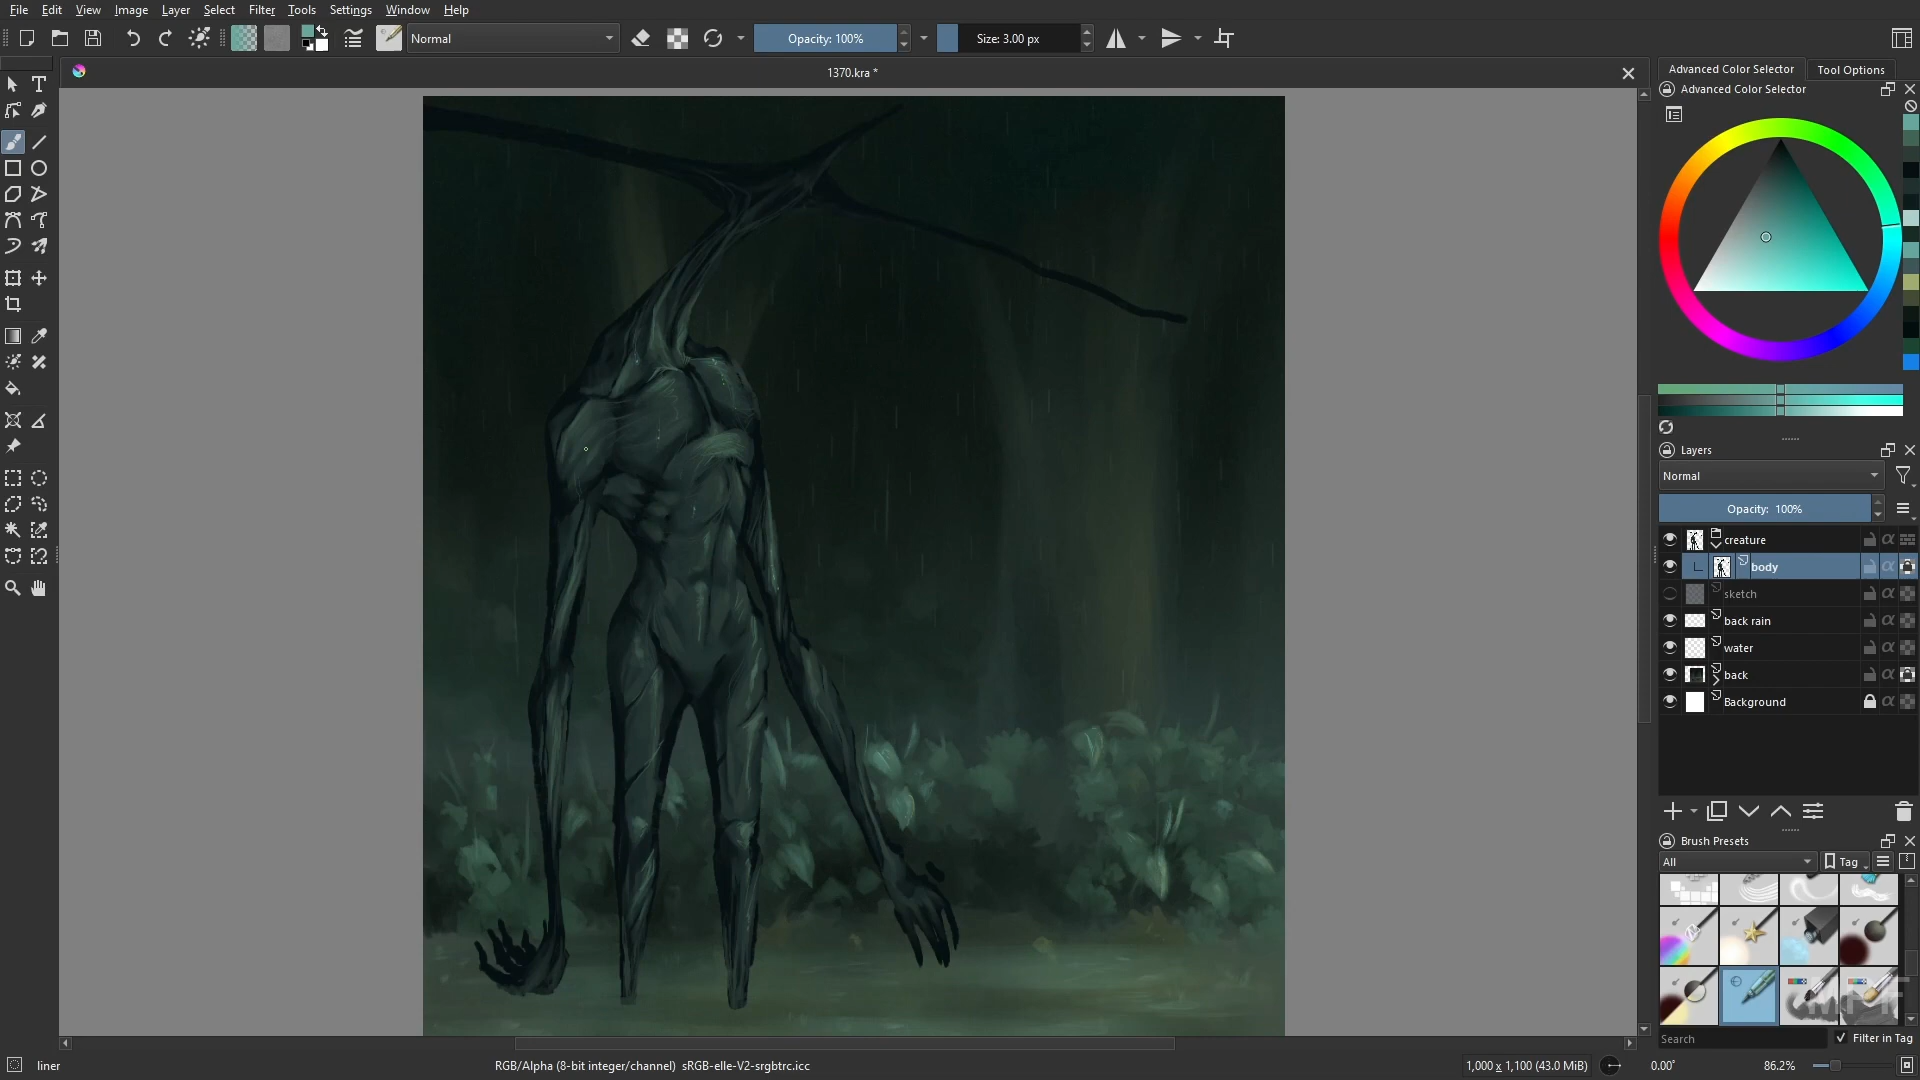 File Edit View Image Layer Select Filter Tools Settings Window Help
Normal Opacity: 100% Size: 3.00 px
1370.kra *
Advanced Color Selector Tool Options
Advanced Color Selector
Layers
Normal
Opacity: 100%
creature
body
sketch
back rain
water
back
Background
Brush Presets
All Tag
Search Filter in Tag
liner RGB/Alpha (8-bit integer/channel) sRGB-elle-V2-srgbtrc.icc 1,000 x 1,100 (43.0 MiB) 0.00° 86.2%